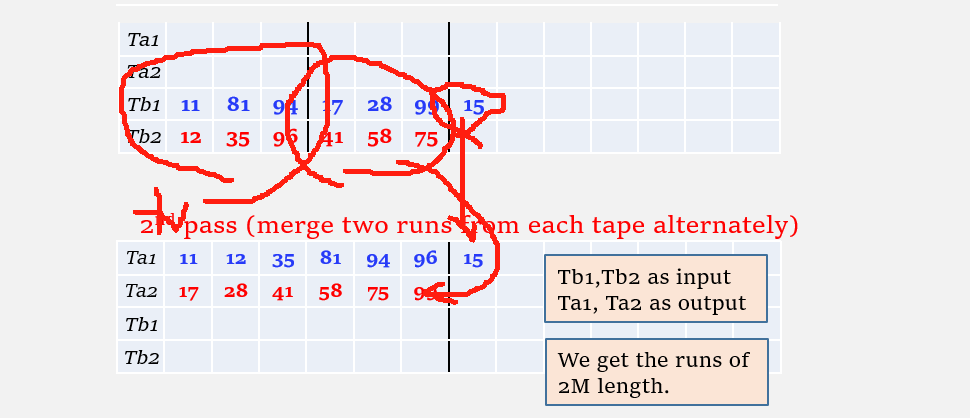 Ta1
Ta2
Tb1 11 81 94 17 28 99 15
Tb2 12 35 96 41 58 75
2nd pass (merge two runs from each tape alternately)
Ta1 11 12 35 81 94 96 15
Ta2 17 28 41 58 75 99
Tb1
Tb2
Tb1,Tb2 as input
Ta1, Ta2 as output
We get the runs of
2M length.